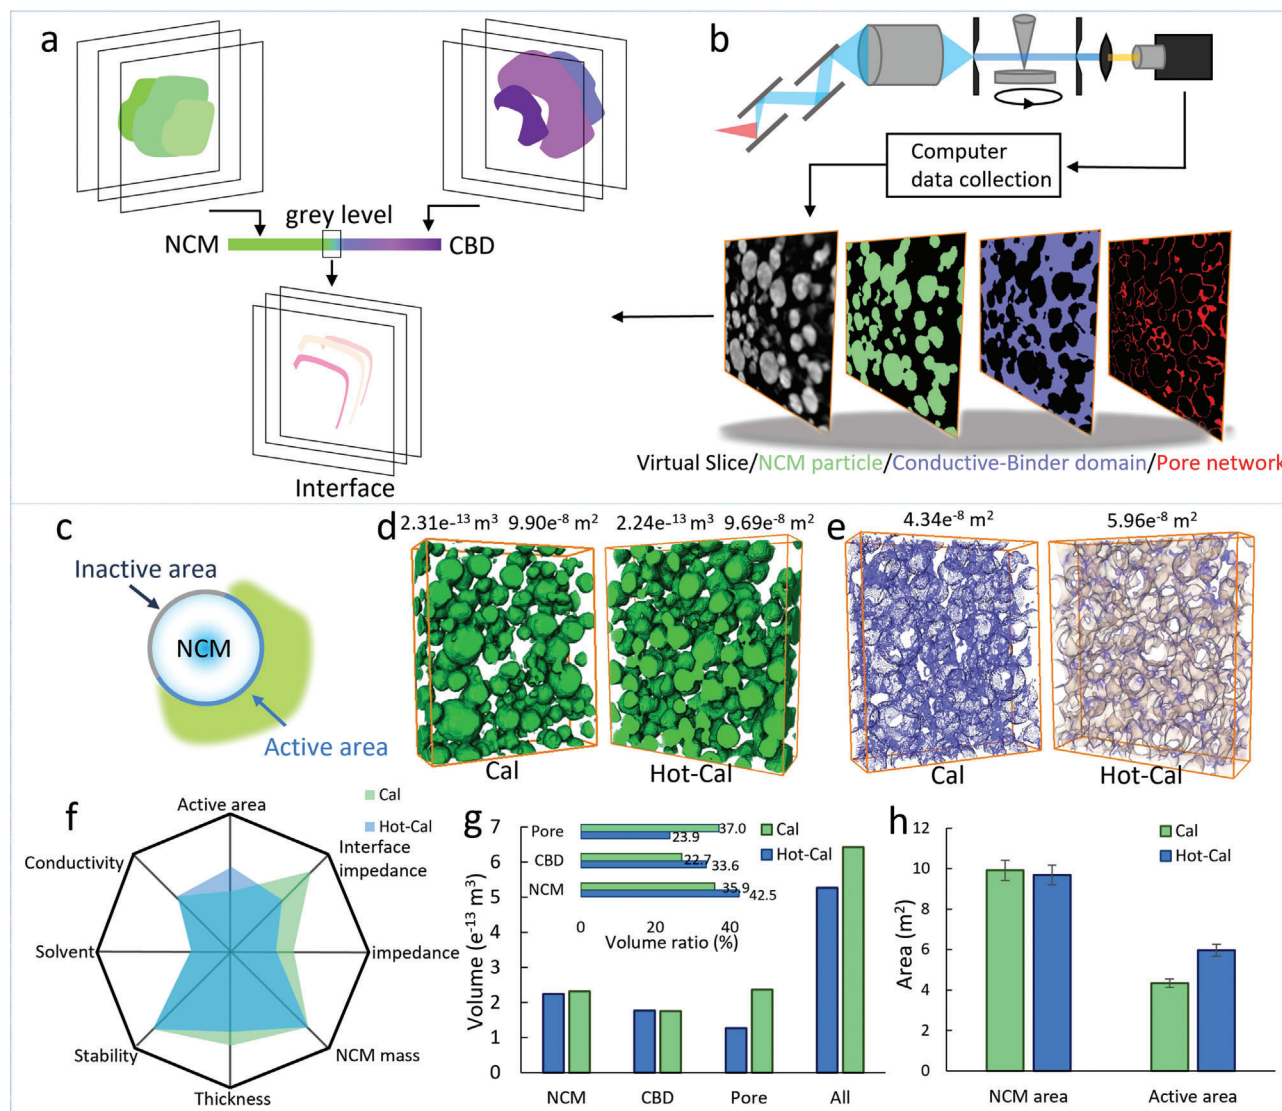 a
grey level
NCM
CBD
Interface
b
Computer
data collection
Virtual Slice/NCM particle/Conductive-Binder domain/Pore network
c
Inactive area
NCM
Active area
d
2.31e⁻¹³ m³
9.90e⁻⁸ m²
2.24e⁻¹³ m³
9.69e⁻⁸ m²
Cal
Hot-Cal
e
4.34e⁻⁸ m²
5.96e⁻⁸ m²
Cal
Hot-Cal
f
Cal
Hot-Cal
Active area
Interface
impedance
impedance
NCM mass
Thickness
Stability
Solvent
Conductivity
g
Volume (e⁻¹³ m³)
7
6
5
4
3
2
1
0
NCM
CBD
Pore
All
Cal
Hot-Cal
Pore
37.0
23.9
CBD
22.7
33.6
NCM
35.9
42.5
0
20
40
Volume ratio (%)
h
Area (m²)
12
10
8
6
4
2
0
Cal
Hot-Cal
NCM area
Active area